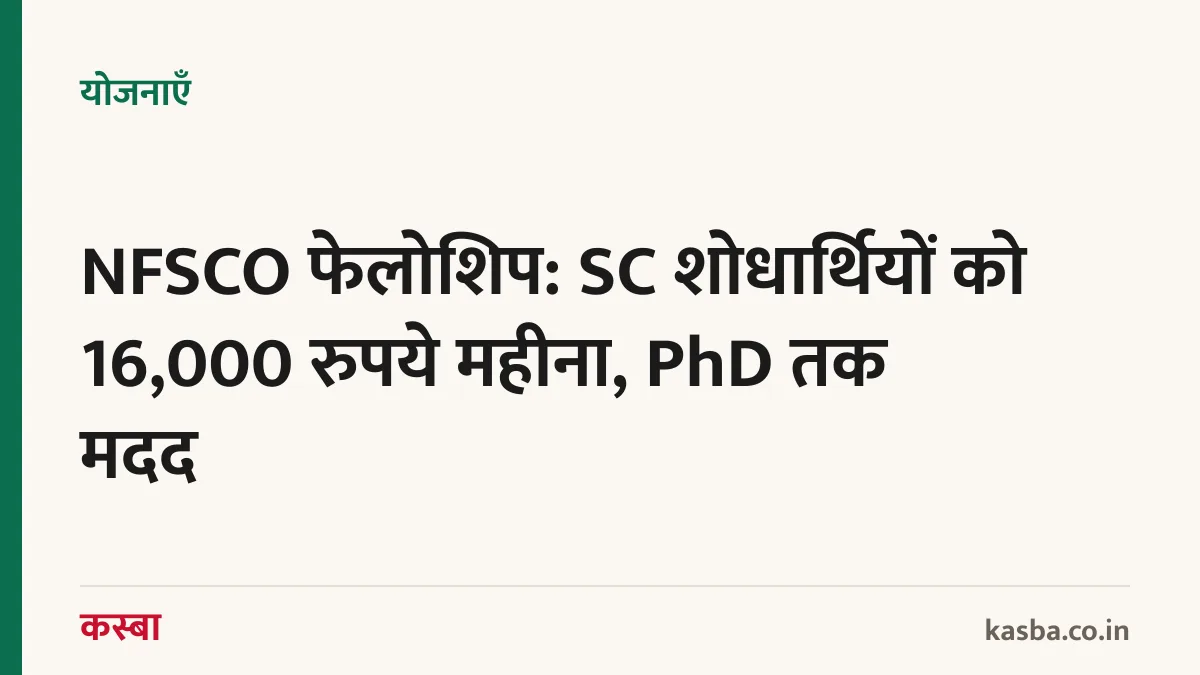 योजनाएँ
NFSCO फेलोशिप: SC शोधार्थियों को
16,000 रुपये महीना, PhD तक
मदद
कस्बा
kasba.co.in